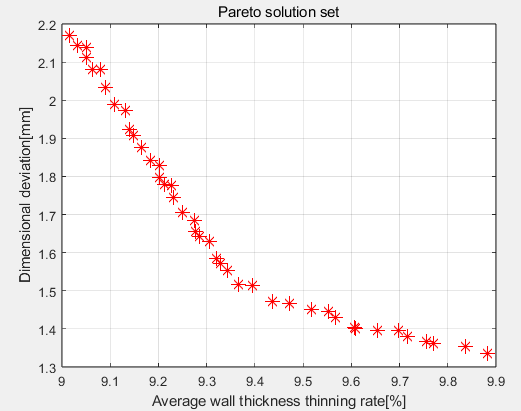 Pareto solution set
2.2
2.1
2
1.9
1.8
1.7
1.6
1.5
1.4
1.3
Dimensional deviation[mm]
9 9.1 9.2 9.3 9.4 9.5 9.6 9.7 9.8 9.9
Average wall thickness thinning rate[%]